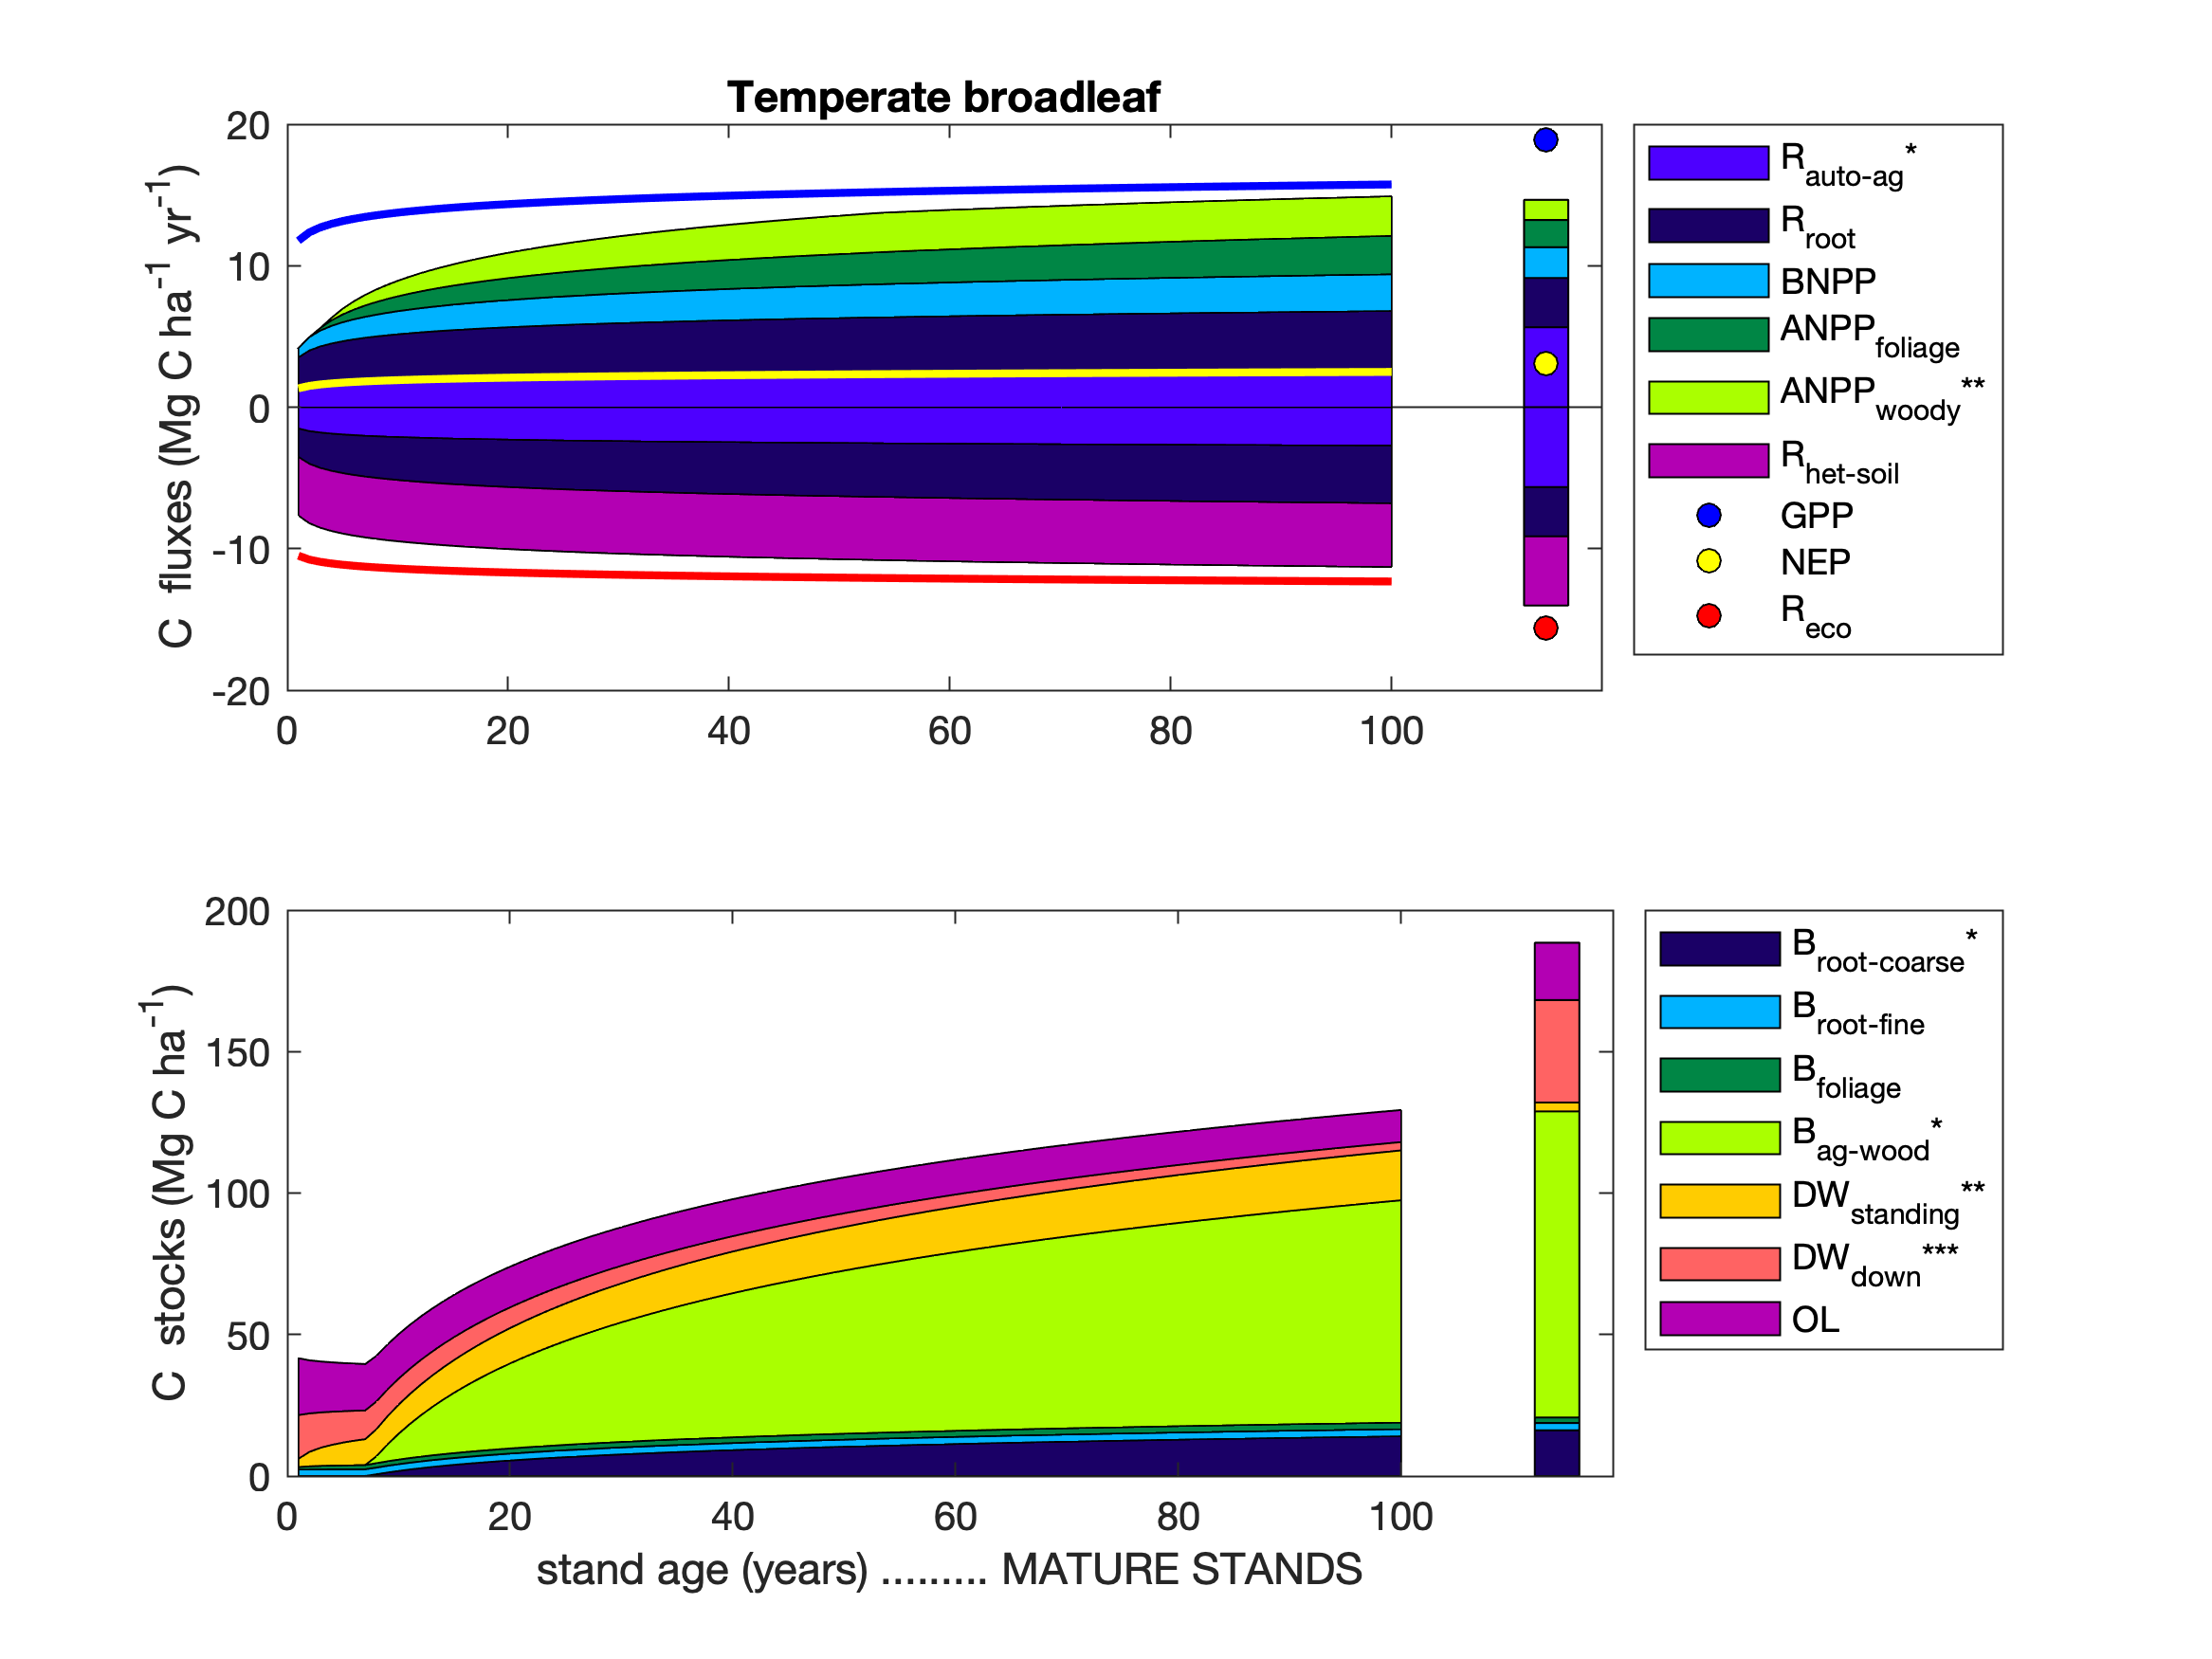 Temperate broadleaf
C fluxes (Mg C ha-1 yr-1)
20
10
0
-10
-20
0 20 40 60 80 100
Rauto-ag*
Rroot
BNPP
ANPPfoliage
ANPPwoody**
Rhet-soil
GPP
NEP
Reco
C stocks (Mg C ha-1)
200
150
100
50
0
0 20 40 60 80 100
stand age (years) ......... MATURE STANDS
Broot-coarse*
Broot-fine
Bfoliage
Bag-wood*
DWstanding**
DWdown***
OL